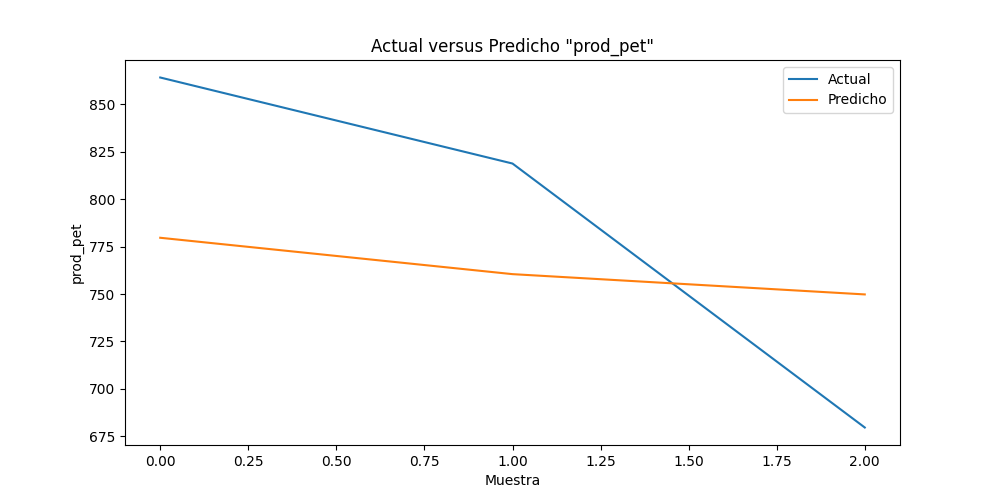 Actual versus Predicho "prod_pet"
Actual
Predicho
prod_pet
850
825
800
775
750
725
700
675
0.00 0.25 0.50 0.75 1.00 1.25 1.50 1.75 2.00
Muestra